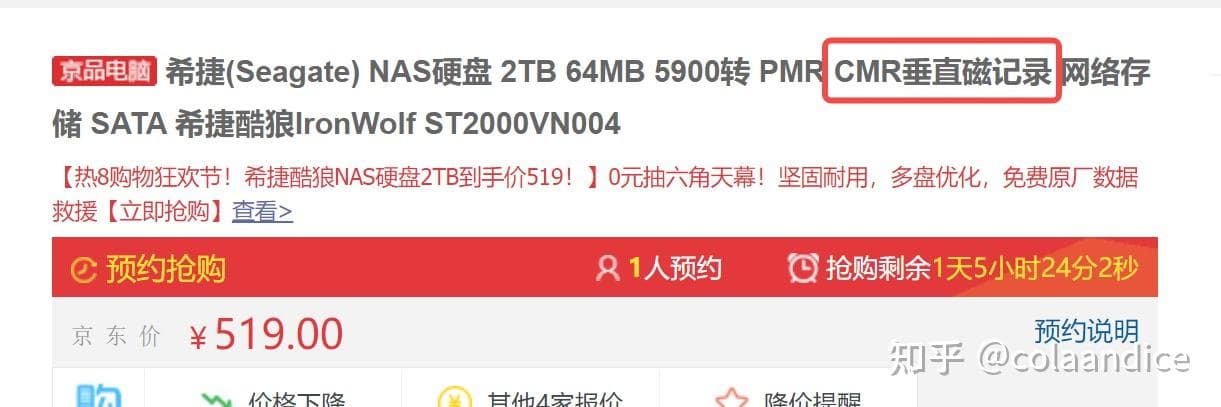 京品电脑 希捷(Seagate) NAS硬盘 2TB 64MB 5900转 PMR CMR垂直磁记录 网络存
储 SATA 希捷酷狼IronWolf ST2000VN004
【热8购物狂欢节！希捷酷狼NAS硬盘2TB到手价519！】0元抽六角天幕！坚固耐用，多盘优化，免费原厂数据
救援【立即抢购】查看>
预约抢购 1人预约 抢购剩余1天5小时24分2秒
京东价 ￥519.00 预约说明
知乎 @colaandice
价格下降 其他4家报价 降价提醒